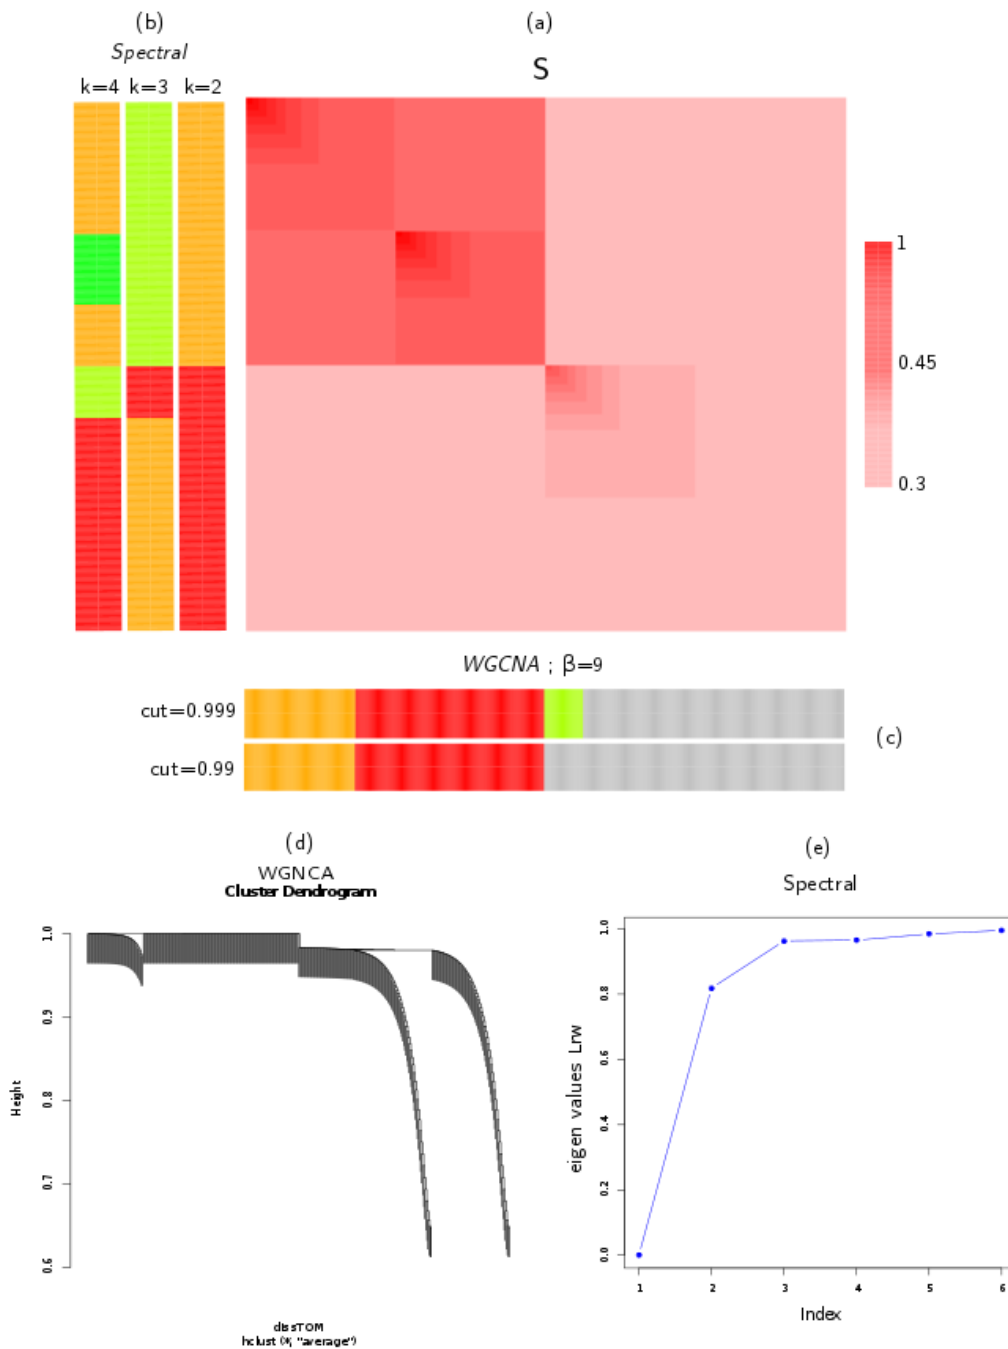 (b)
(a)
Spectral
S
k=4 k=3 k=2
1
0.45
0.3
WGCNA ; β=9
cut=0.999
(c)
cut=0.99
(d)
WGNCA
Cluster Dendrogram
Height
1.0
0.9
0.8
0.7
0.6
dissTOM
hclust (*, "average")
(e)
Spectral
eigen values Lrw
1.0
0.8
0.6
0.4
0.2
0.0
1 2 3 4 5 6
Index